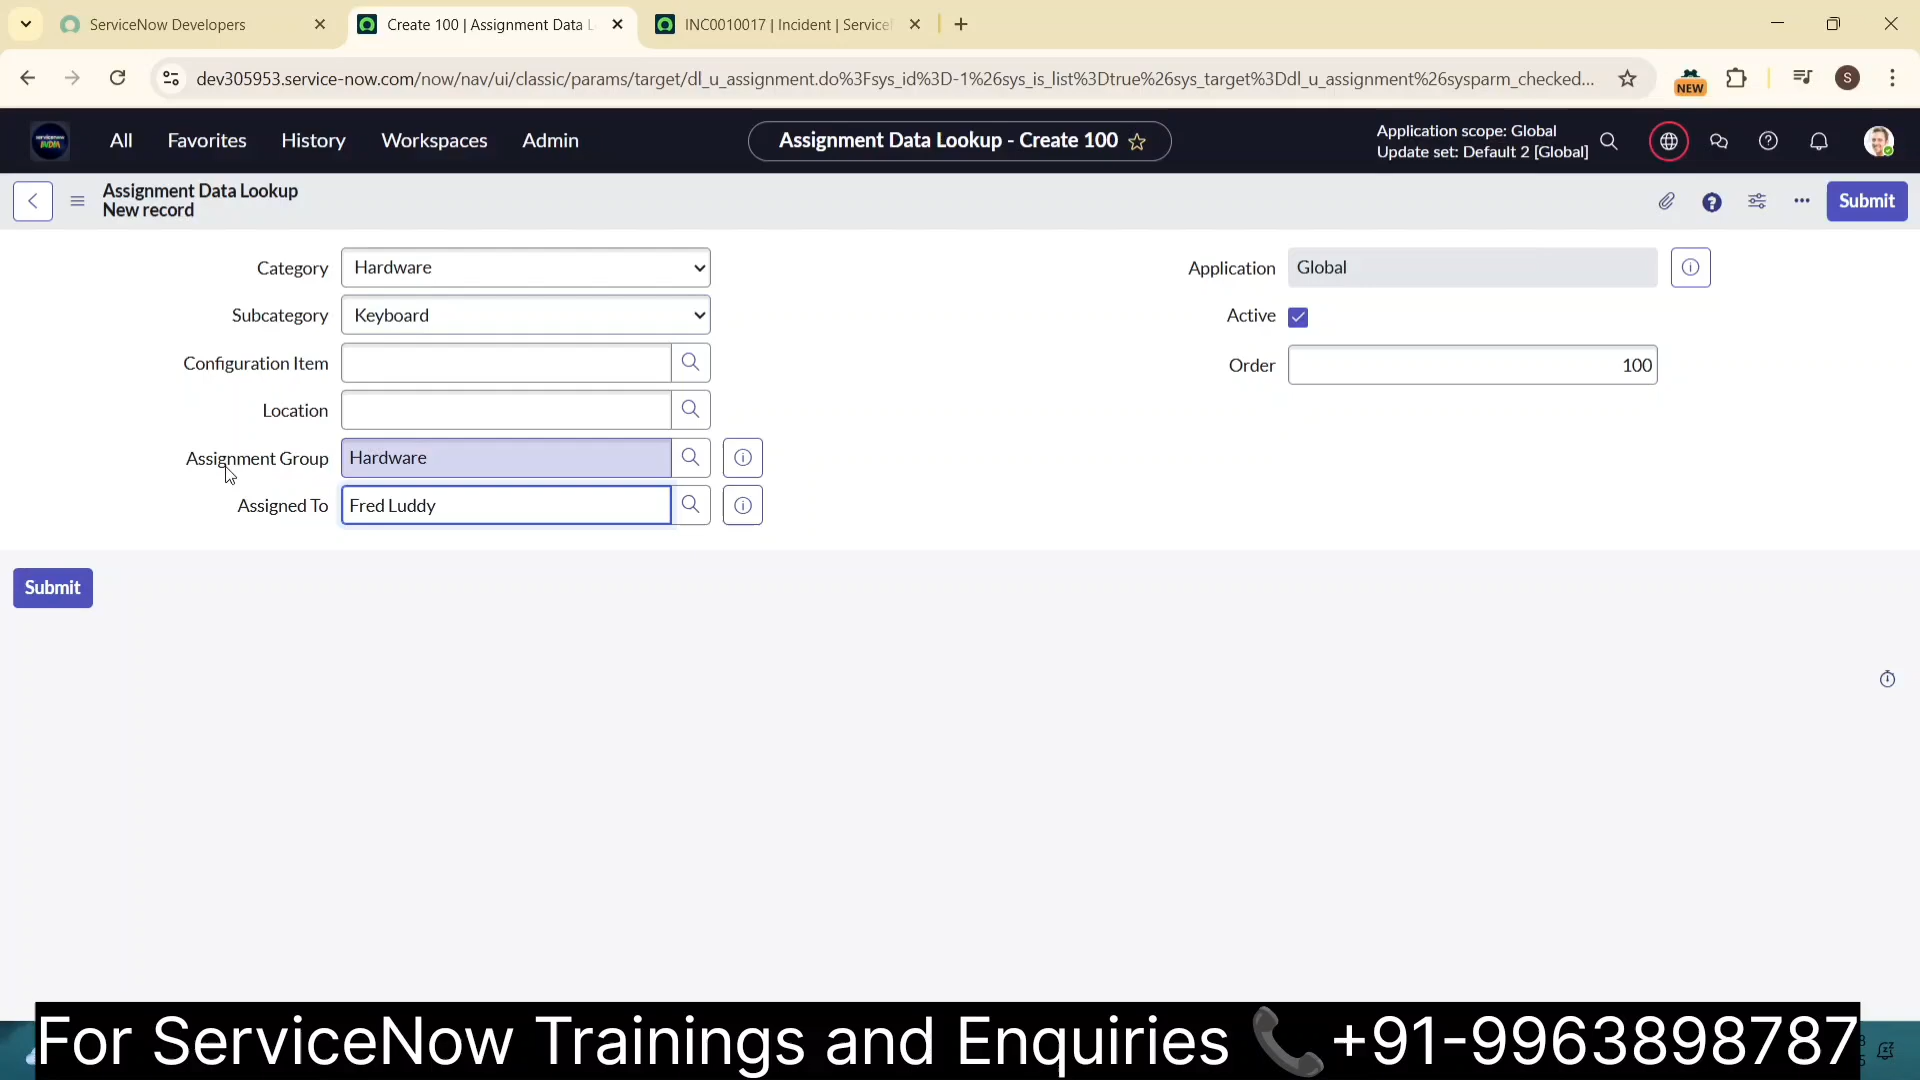 ServiceNow Developers
Create 100 | Assignment Data L
INC0010017 | Incident | Service
dev305953.service-now.com/now/nav/ui/classic/params/target/dl_u_assignment.do%3Fsys_id%3D-1%26sys_is_list%3Dtrue%26sys_target%3Ddl_u_assignment%26sysparm_checked...
NEW
S
All
Favorites
History
Workspaces
Admin
Assignment Data Lookup - Create 100
Application scope: Global
Update set: Default 2 [Global]
Assignment Data Lookup
New record
Submit
Category
Hardware
Application
Global
Subcategory
Keyboard
Active
Configuration Item
Order
100
Location
Assignment Group
Hardware
Assigned To
Fred Luddy
Submit
For ServiceNow Trainings and Enquiries 📞+91-9963898787